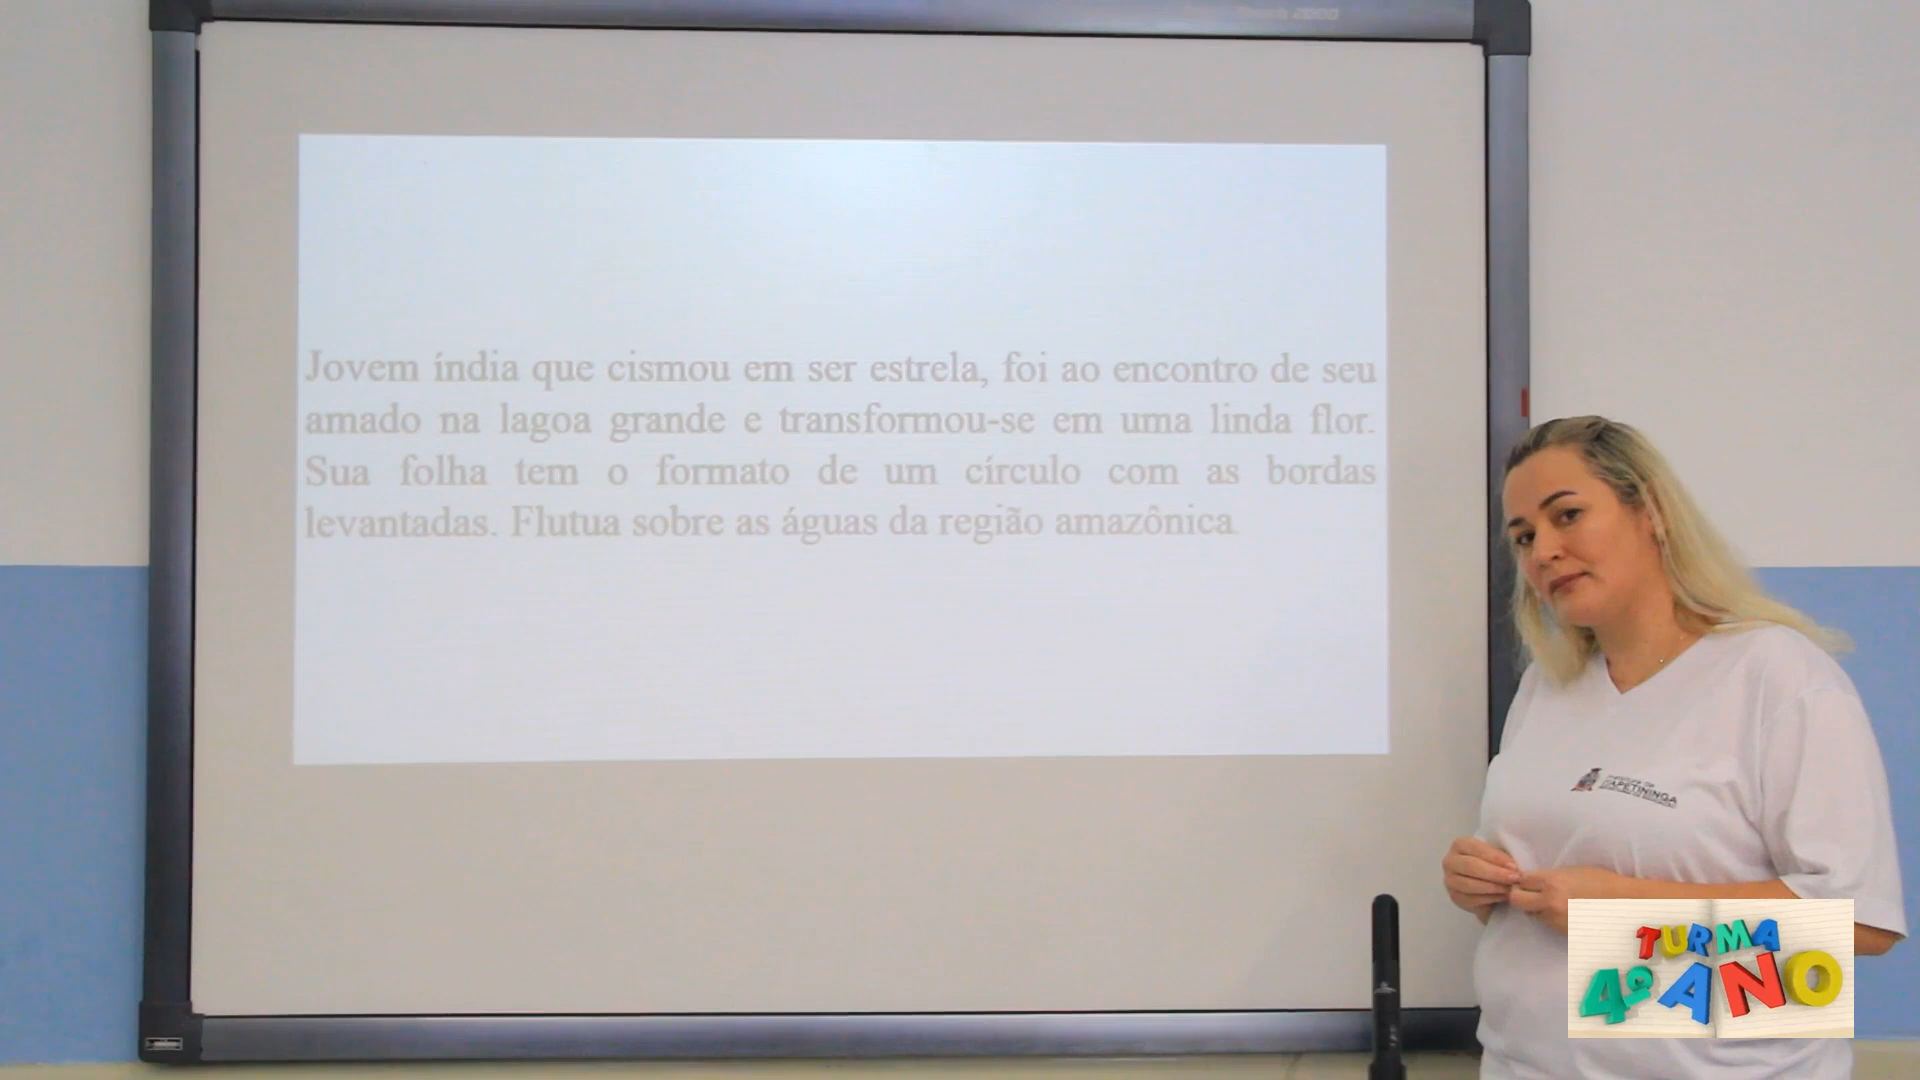 Jovem índia que cismou em ser estrela, foi ao encontro de seu
amado na lagoa grande e transformou-se em uma linda flor.
Sua folha tem o formato de um círculo com as bordas
levantadas. Flutua sobre as águas da região amazônica
ITAPETININGA
TURMA
4º ANO